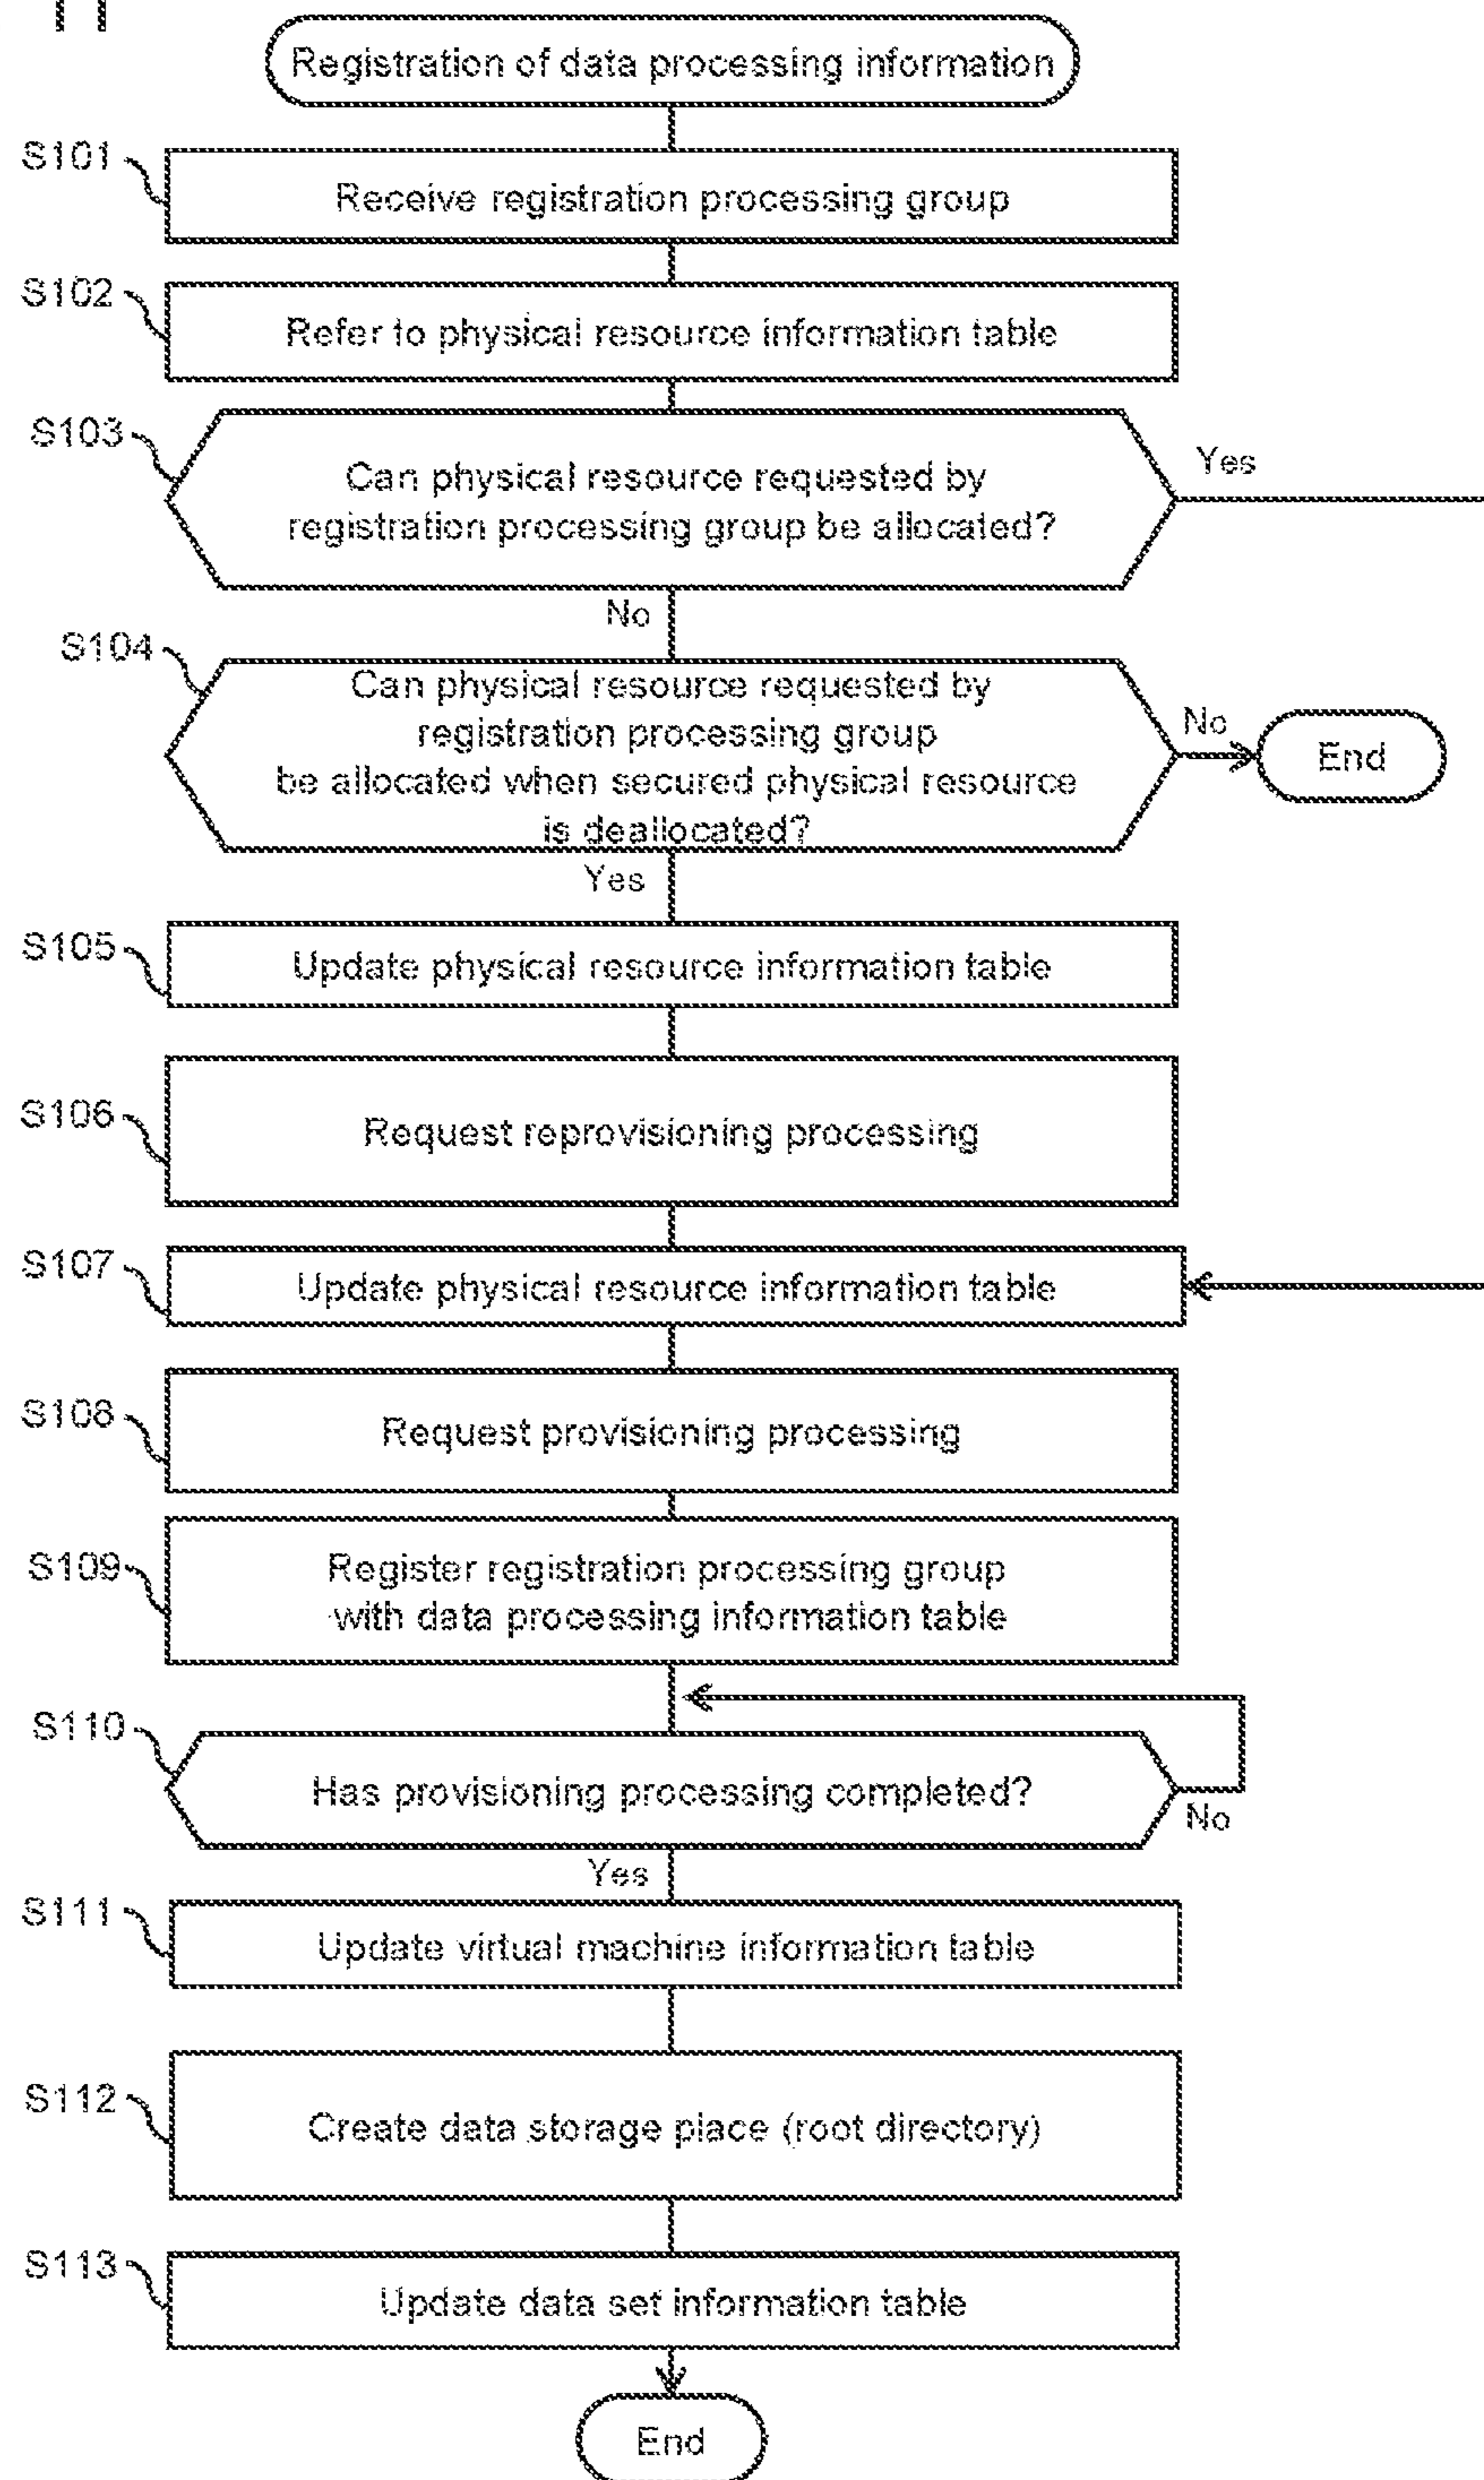 Registration of data processing information
S101
Receive registration processing group
S102
Refer to physical resource information table
S103
Can physical resource requested by
registration processing group be allocated?
Yes
No
S104
Can physical resource requested by
registration processing group
be allocated when secured physical resource
is deallocated?
No
End
Yes
S105
Update physical resource information table
S106
Request reprovisioning processing
S107
Update physical resource information table
S108
Request provisioning processing
S109
Register registration processing group
with data processing information table
S110
Has provisioning processing completed?
No
Yes
S111
Update virtual machine information table
S112
Create data storage place (root directory)
S113
Update data set information table
End